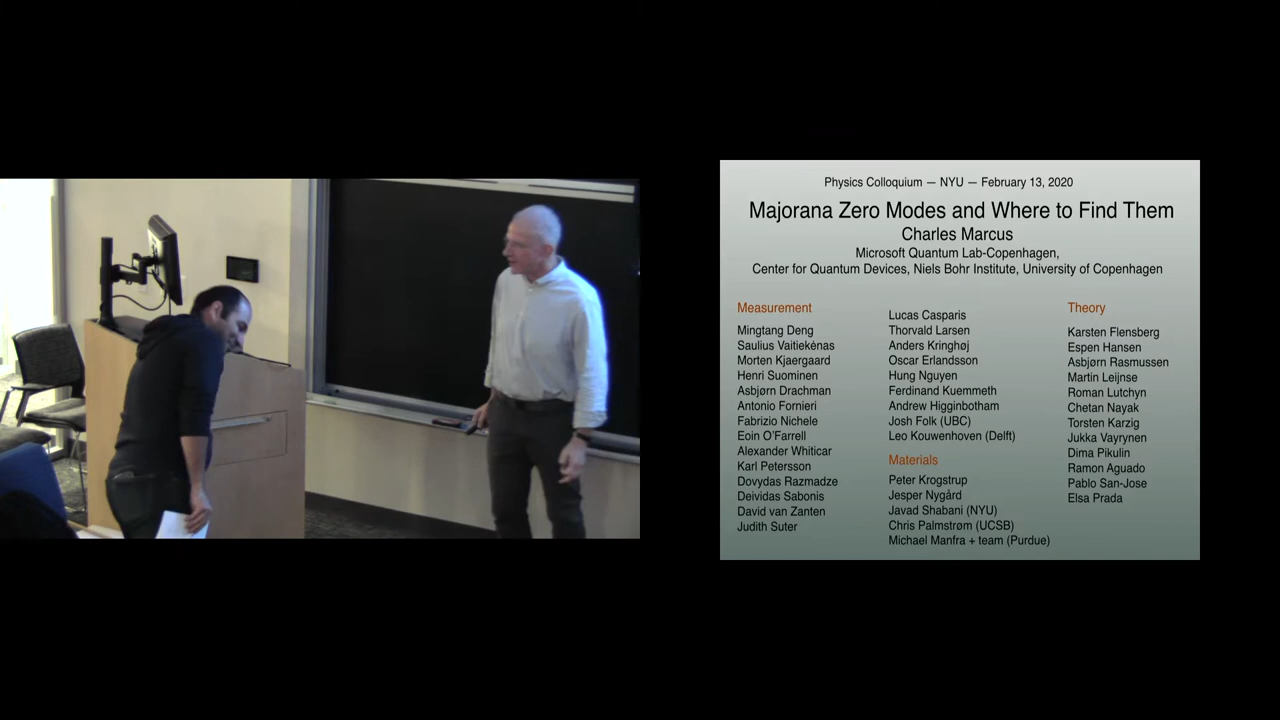 Physics Colloquium — NYU — February 13, 2020
Majorana Zero Modes and Where to Find Them
Charles Marcus
Microsoft Quantum Lab-Copenhagen,
Center for Quantum Devices, Niels Bohr Institute, University of Copenhagen
Measurement
Mingtang Deng
Saulius Vaitiekėnas
Morten Kjaergaard
Henri Suominen
Asbjørn Drachman
Antonio Fornieri
Fabrizio Nichele
Eoin O'Farrell
Alexander Whiticar
Karl Petersson
Dovydas Razmadze
Deividas Sabonis
David van Zanten
Judith Suter
Lucas Casparis
Thorvald Larsen
Anders Kringhøj
Oscar Erlandsson
Hung Nguyen
Ferdinand Kuemmeth
Andrew Higginbotham
Josh Folk (UBC)
Leo Kouwenhoven (Delft)
Materials
Peter Krogstrup
Jesper Nygård
Javad Shabani (NYU)
Chris Palmstrøm (UCSB)
Michael Manfra + team (Purdue)
Theory
Karsten Flensberg
Espen Hansen
Asbjørn Rasmussen
Martin Leijnse
Roman Lutchyn
Chetan Nayak
Torsten Karzig
Jukka Vayrynen
Dima Pikulin
Ramon Aguado
Pablo San-Jose
Elsa Prada